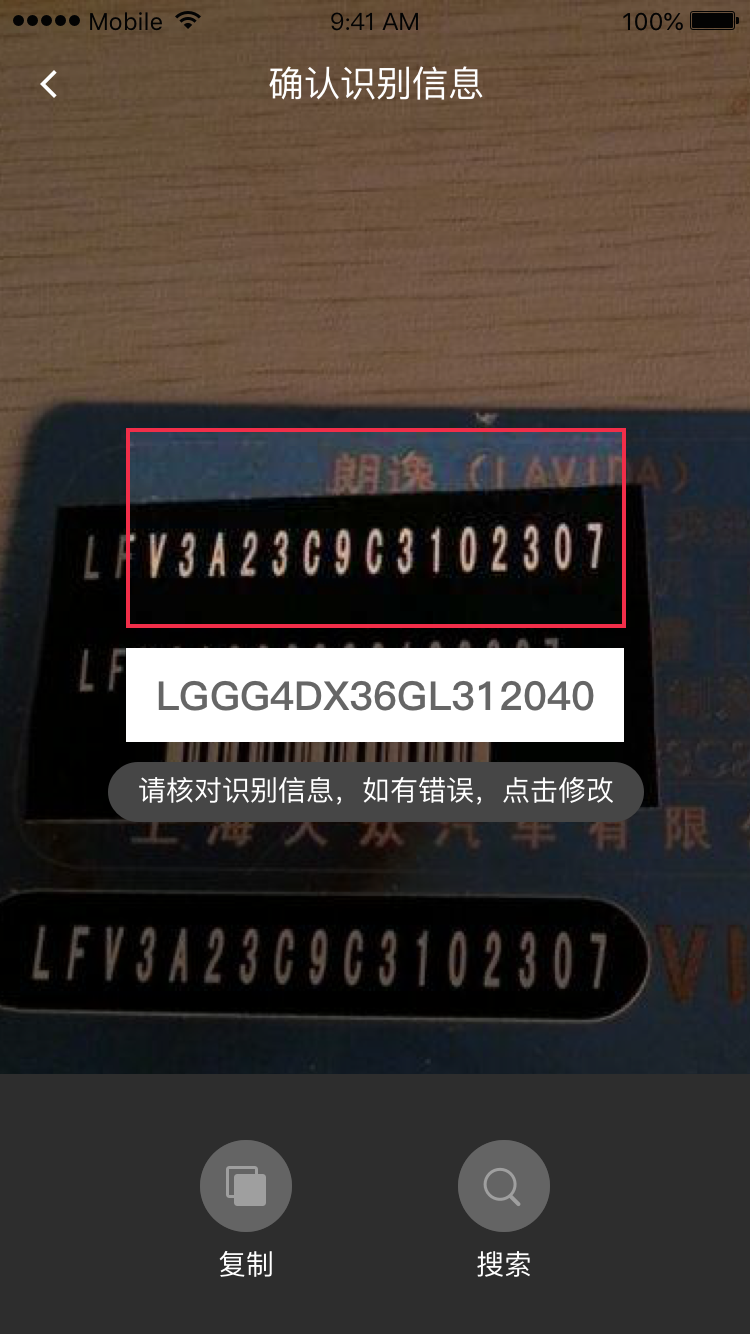 Mobile 9:41 AM 100%
确认识别信息
朗逸（LAVIDA）
LFV3A23C9C3102307
LF
LGGG4DX36GL312040
请核对识别信息，如有错误，点击修改
上海大众汽车有限
LFV3A23C9C3102307
复制 搜索